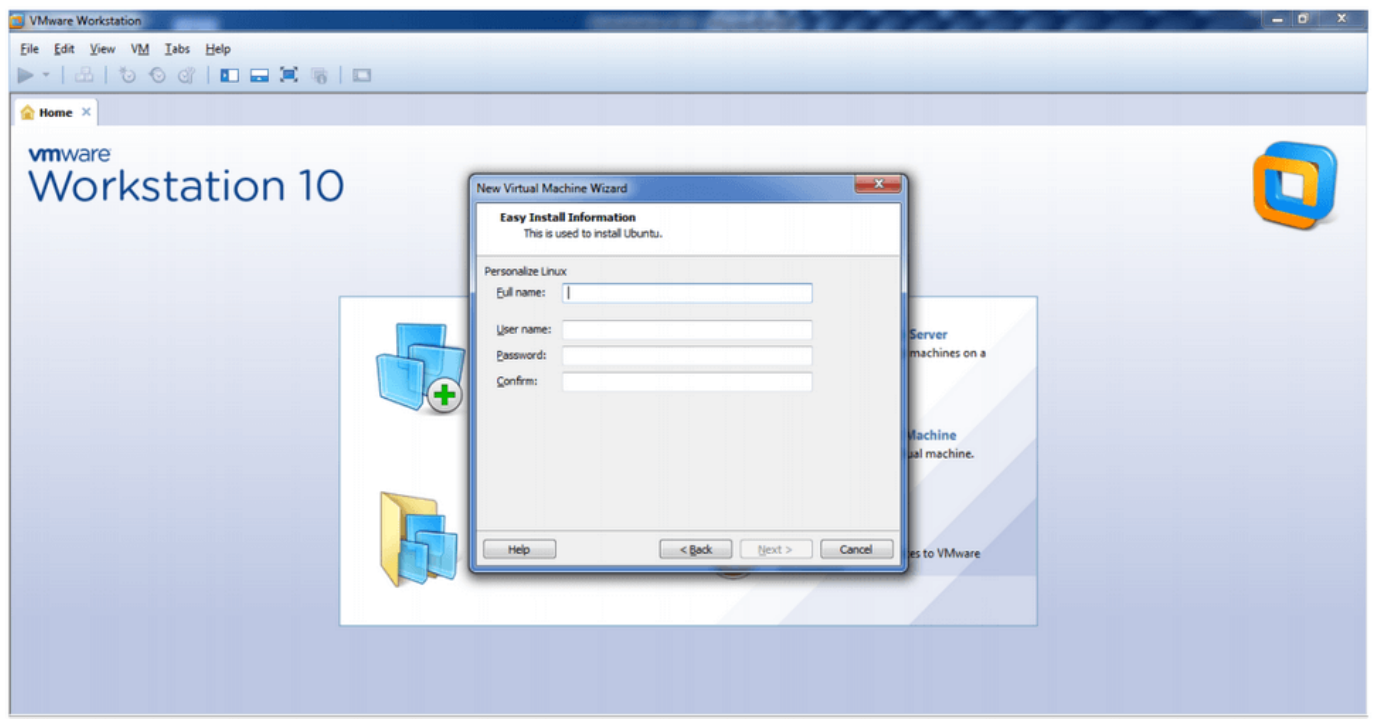 VMware Workstation
File Edit View VM Tabs Help
Home
vmware
Workstation 10
New Virtual Machine Wizard
Easy Install Information
This is used to install Ubuntu.
Personalize Linux
Full name:
User name:
Password:
Confirm:
Server
machines on a
Machine
machine.
to VMware
Help < Back Next > Cancel